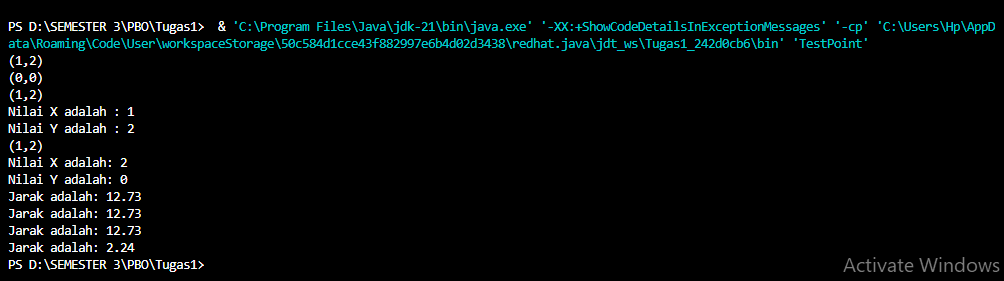 PS D:\SEMESTER 3\PBO\Tugas1>  & 'C:\Program Files\Java\jdk-21\bin\java.exe' '-XX:+ShowCodeDetailsInExceptionMessages' '-cp' 'C:\Users\Hp\AppD
ata\Roaming\Code\User\workspaceStorage\50c584d1cce43f882997e6b4d02d3438\redhat.java\jdt_ws\Tugas1_242d0cb6\bin' 'TestPoint'
(1,2)
(0,0)
(1,2)
Nilai X adalah : 1
Nilai Y adalah : 2
(1,2)
Nilai X adalah: 2
Nilai Y adalah: 0
Jarak adalah: 12.73
Jarak adalah: 12.73
Jarak adalah: 12.73
Jarak adalah: 2.24
PS D:\SEMESTER 3\PBO\Tugas1>
Activate Windows